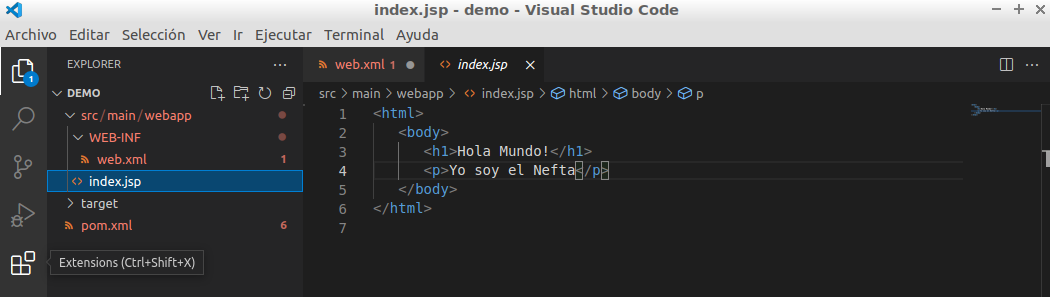 index.jsp - demo - Visual Studio Code
Archivo Editar Selección Ver Ir Ejecutar Terminal Ayuda
EXPLORER ···
web.xml 1 index.jsp
DEMO
src > main > webapp > index.jsp > html > body > p
src/main/webapp
WEB-INF
web.xml 1
index.jsp
target
pom.xml 6
1
Extensions (Ctrl+Shift+X)
1 <html>
2 <body>
3 <h1>Hola Mundo!</h1>
4 <p>Yo soy el Nefta</p>
5 </body>
6 </html>
7